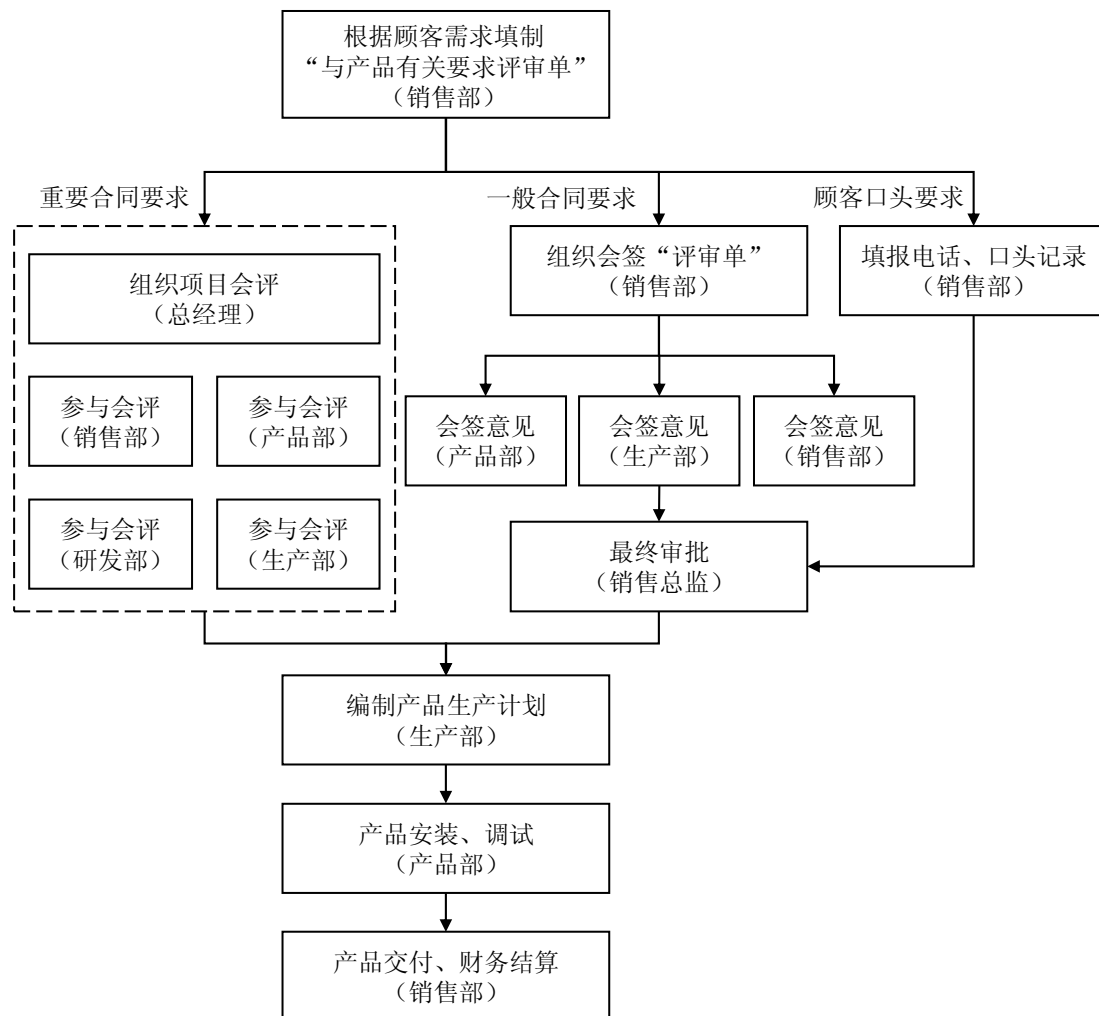 根据顾客需求填制
“与产品有关要求评审单”
（销售部）
重要合同要求
一般合同要求
顾客口头要求
组织项目会评
（总经理）
组织会签“评审单”
（销售部）
填报电话、口头记录
（销售部）
参与会评
（销售部）
参与会评
（产品部）
会签意见
（产品部）
会签意见
（生产部）
会签意见
（销售部）
参与会评
（研发部）
参与会评
（生产部）
最终审批
（销售总监）
编制产品生产计划
（生产部）
产品安装、调试
（产品部）
产品交付、财务结算
（销售部）